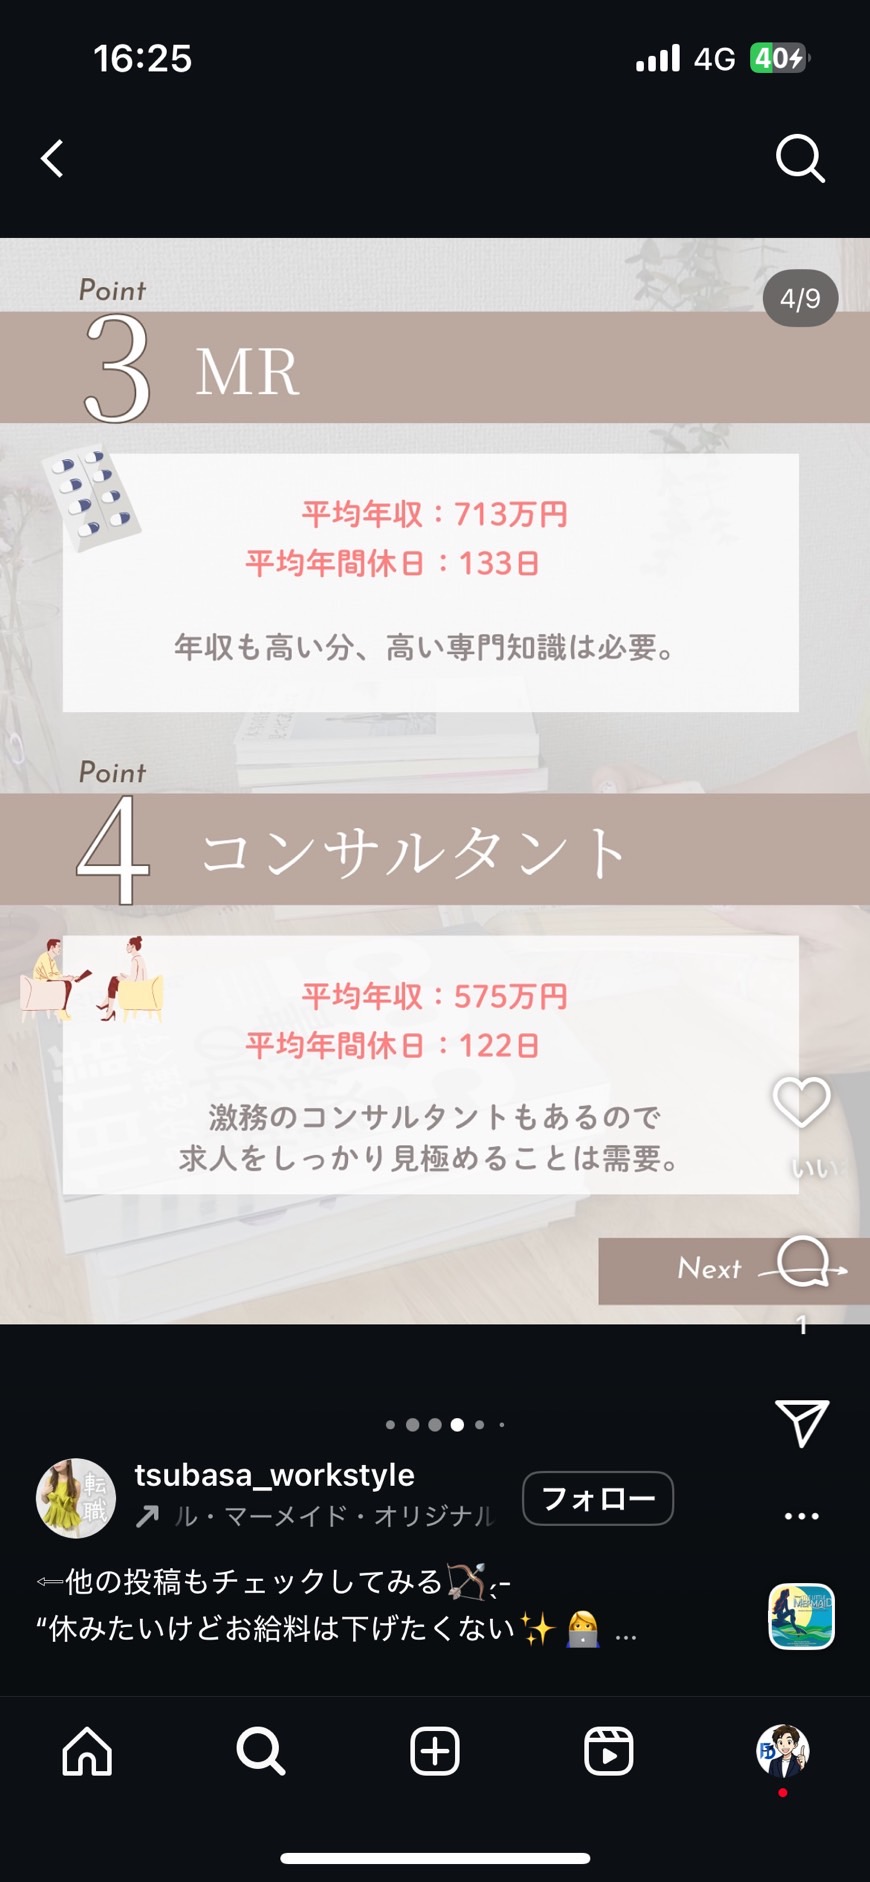 16:25
4G
40
4/9
Point
3 MR
平均年収：713万円
平均年間休日：133日
年収も高い分、高い専門知識は必要。
Point
4 コンサルタント
平均年収：575万円
平均年間休日：122日
激務のコンサルタントもあるので
求人をしっかり見極めることは需要。
いい
Next
1
tsubasa_workstyle
ル・マーメイド・オリジナル
フォロー
転職
⇐他の投稿もチェックしてみる🏹 ˎˊ˗
“休みたいけどお給料は下げたくない✨👩‍💻 ...